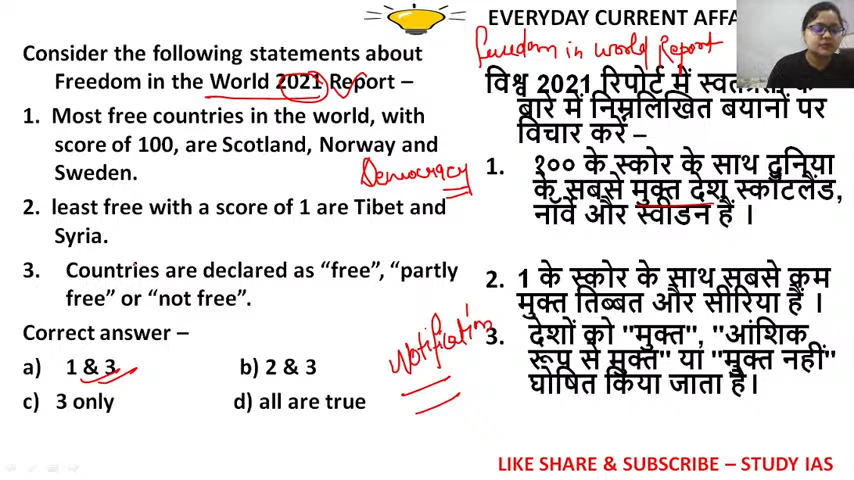 EVERYDAY CURRENT AFFA
Freedom in world Report
Consider the following statements about
Freedom in the World 2021 Report –
1. Most free countries in the world, with
score of 100, are Scotland, Norway and
Sweden.
Democracy
2. least free with a score of 1 are Tibet and
Syria.
3. Countries are declared as “free”, “partly
free” or “not free”.
Correct answer –
a) 1 & 3 b) 2 & 3
c) 3 only d) all are true
Notification
विश्व 2021 रिपोर्ट में
बारे में निम्नलिखित बयानों पर
विचार करें –
1. १०० के स्कोर के साथ दुनिया
के सबसे मुक्त देश स्कॉटलैंड,
नॉर्वे और स्वीडन हैं ।
2. 1 के स्कोर के साथ सबसे कम
मुक्त तिब्बत और सीरिया हैं ।
3. देशों को "मुक्त", "आंशिक
रूप से मुक्त" या "मुक्त नहीं"
घोषित किया जाता है।
LIKE SHARE & SUBSCRIBE – STUDY IAS